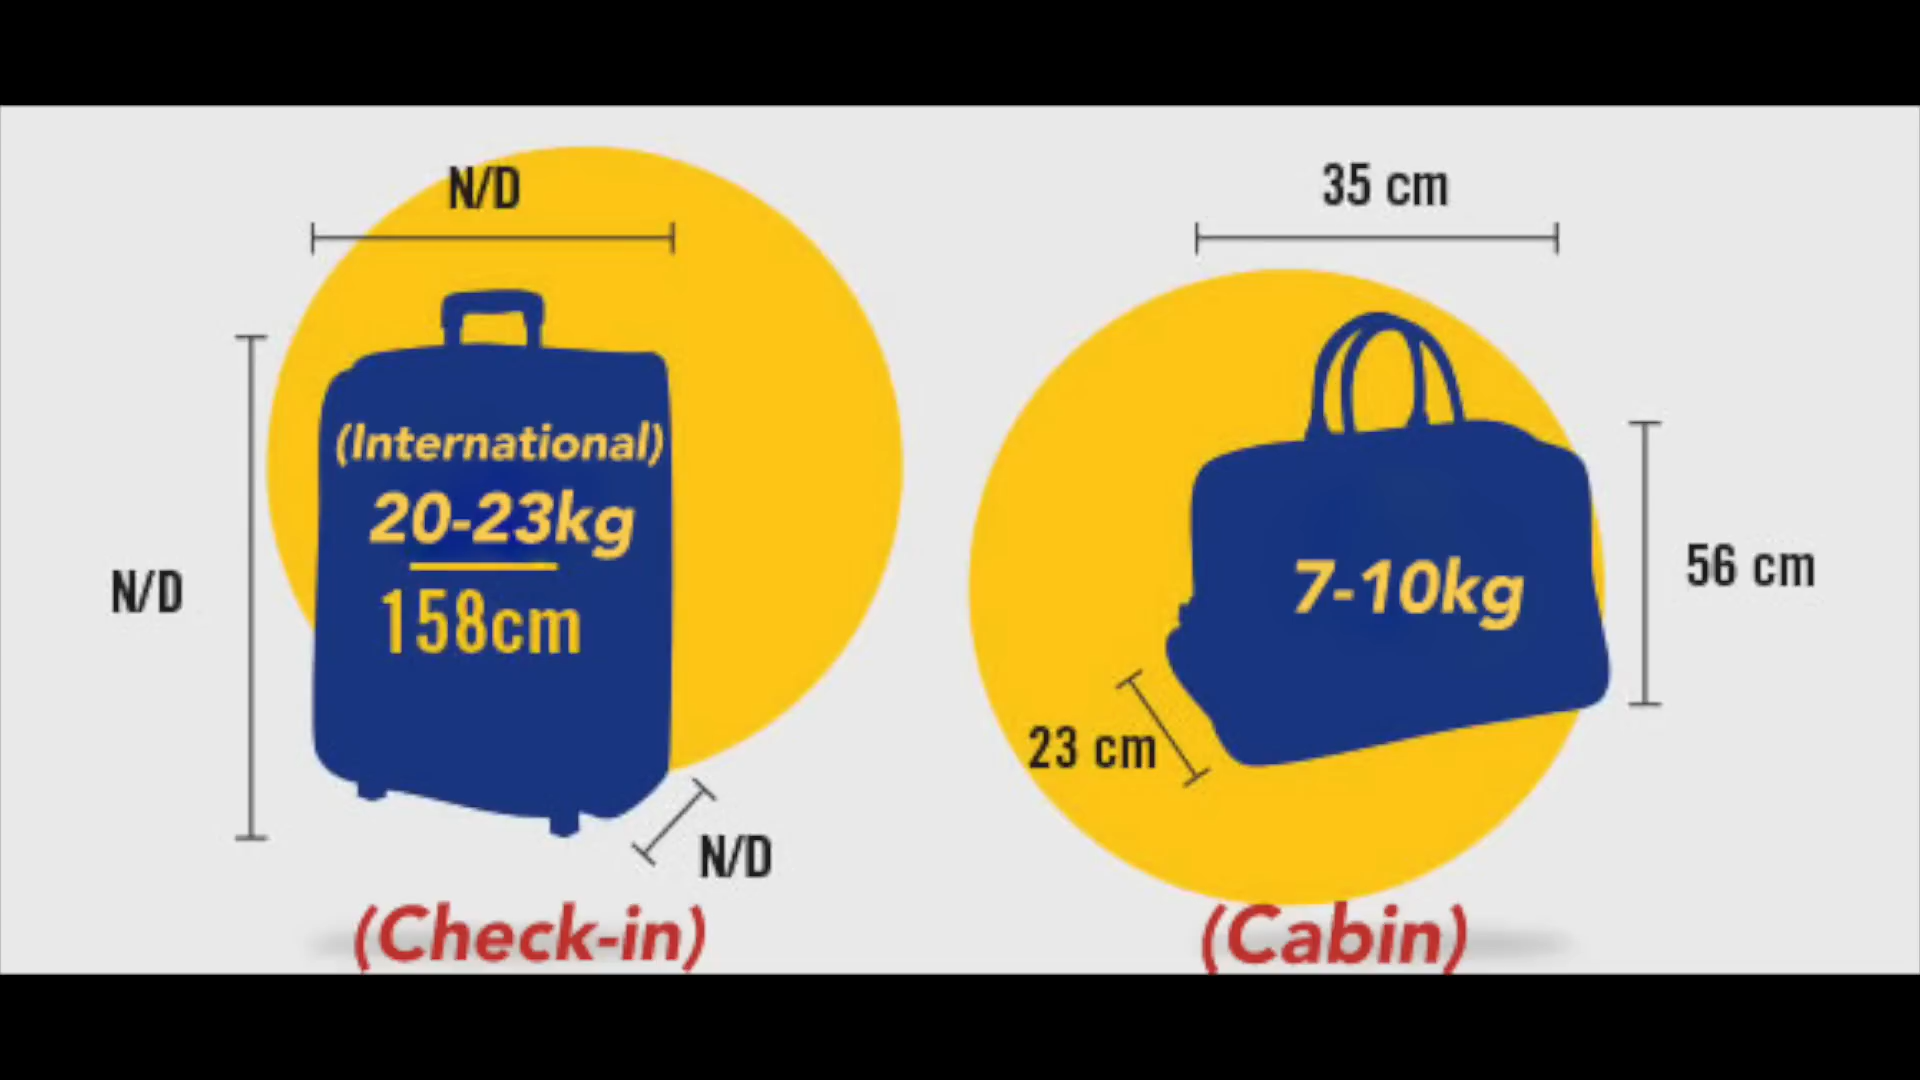 N/D
N/D
(International)
20-23kg
158cm
N/D
(Check-in)
35 cm
56 cm
7-10kg
23 cm
(Cabin)